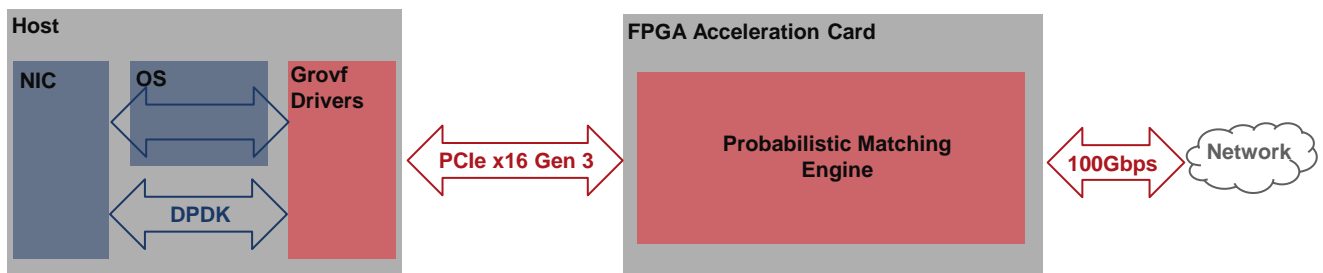 Host
FPGA Acceleration Card
NIC
OS
Grovf
Drivers
DPDK
PCIe x16 Gen 3
Probabilistic Matching
Engine
100Gbps
Network